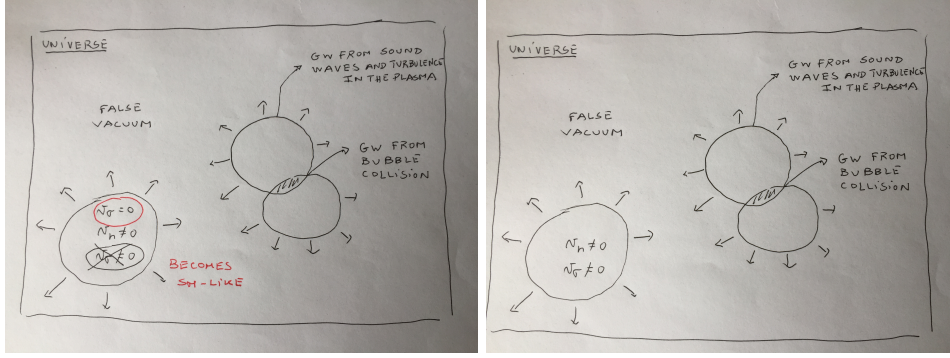 UNIVERSE
GW FROM SOUND
WAVES AND TURBULENCE
IN THE PLASMA
FALSE
VACUUM
GW FROM
BUBBLE
COLLISION
vσ = 0
vh ≠ 0
vσ ≠ 0
BECOMES
SM-LIKE
UNIVERSE
GW FROM SOUND
WAVES AND TURBULENCE
IN THE PLASMA
FALSE
VACUUM
GW FROM
BUBBLE
COLLISION
vh ≠ 0
vσ ≠ 0